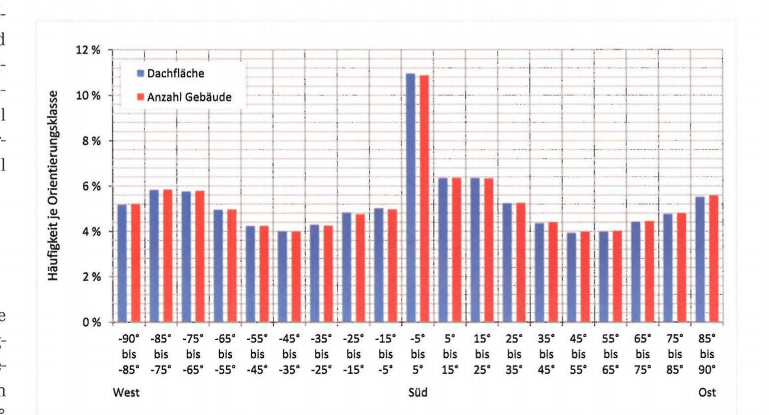 12 %
Dachfläche
10 %
Anzahl Gebäude
8 %
6 %
4 %
2 %
0 %
Häufigkeit je Orientierungsklasse
-90° -85° -75° -65° -55° -45° -35° -25° -15° -5° 5° 15° 25° 35° 45° 55° 65° 75° 85°
bis bis bis bis bis bis bis bis bis bis bis bis bis bis bis bis bis bis bis
-85° -75° -65° -55° -45° -35° -25° -15° -5° 5° 15° 25° 35° 45° 55° 65° 75° 85° 90°
West Süd Ost